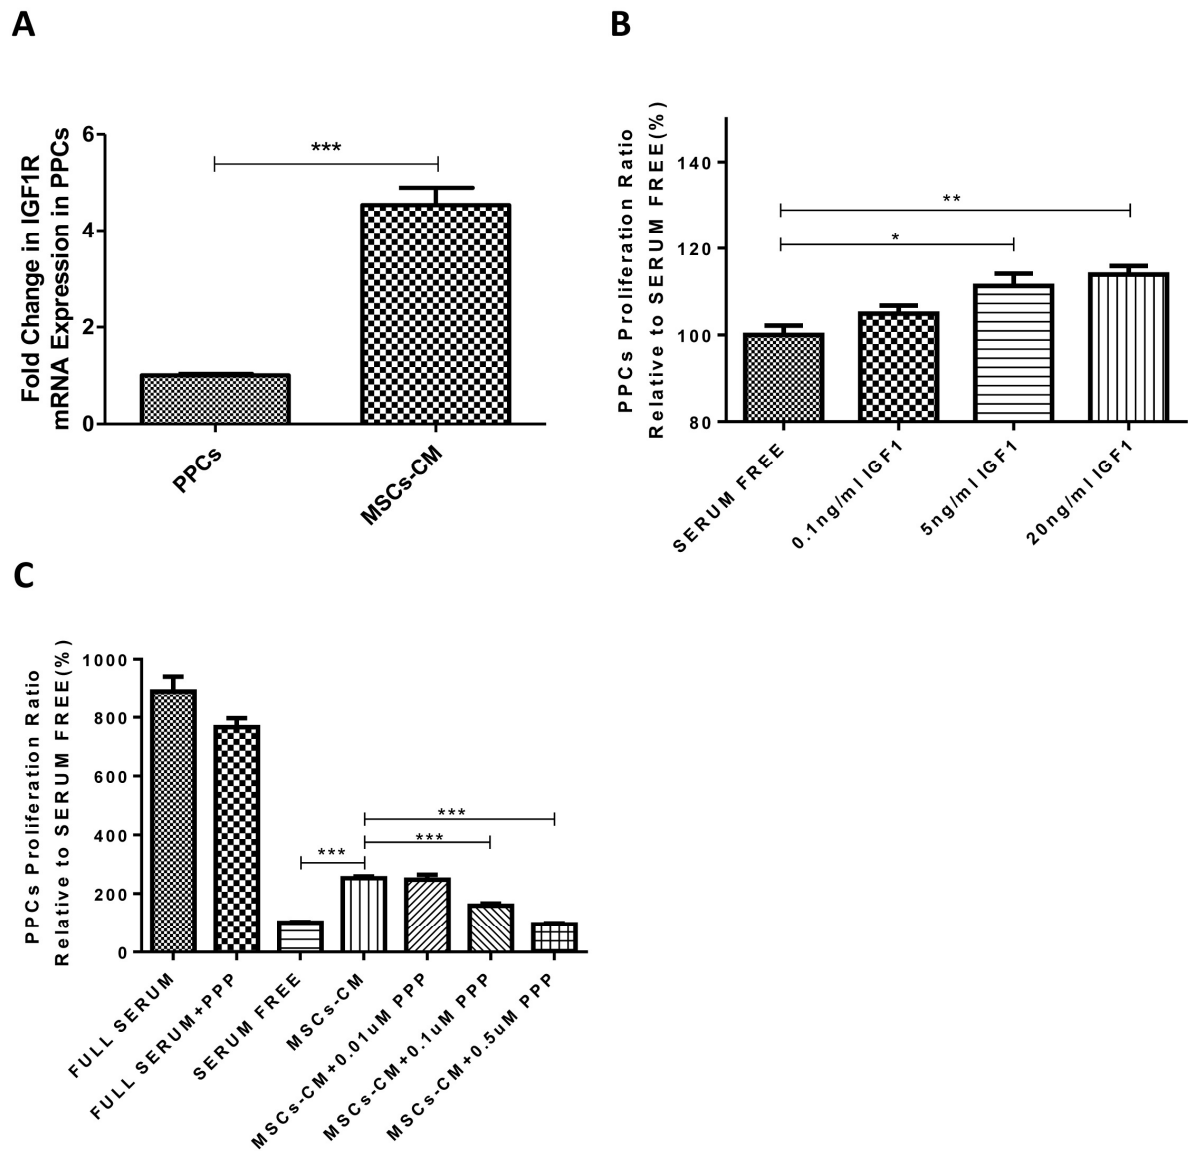 A
Fold Change in IGF1R
mRNA Expression in PPCs
6
4
2
0
***
PPCs
MSCs-CM
B
PPCs Proliferation Ratio
Relative to SERUM FREE(%)
140
120
100
80
**
*
SERUM FREE
0.1ng/ml IGF1
5ng/ml IGF1
20ng/ml IGF1
C
PPCs Proliferation Ratio
Relative to SERUM FREE(%)
1000
800
600
400
200
0
***
***
***
FULL SERUM
FULL SERUM+PPP
SERUM FREE
MSCs-CM
MSCs-CM+0.01uM PPP
MSCs-CM+0.1uM PPP
MSCs-CM+0.5uM PPP